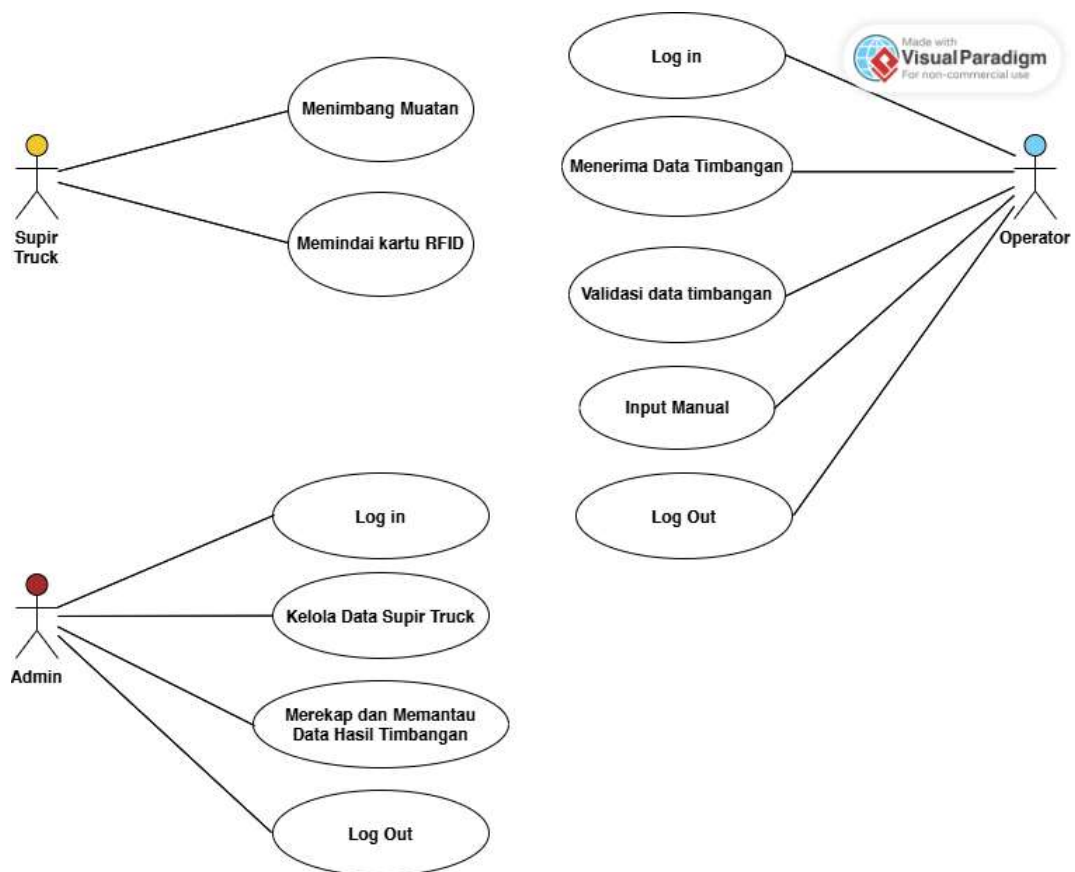 Menimbang Muatan
Memindai kartu RFID
Supir
Truck
Log in
Made with
Visual Paradigm
For non-commercial use
Menerima Data Timbangan
Operator
Validasi data timbangan
Input Manual
Log Out
Log in
Kelola Data Supir Truck
Admin
Merekap dan Memantau
Data Hasil Timbangan
Log Out